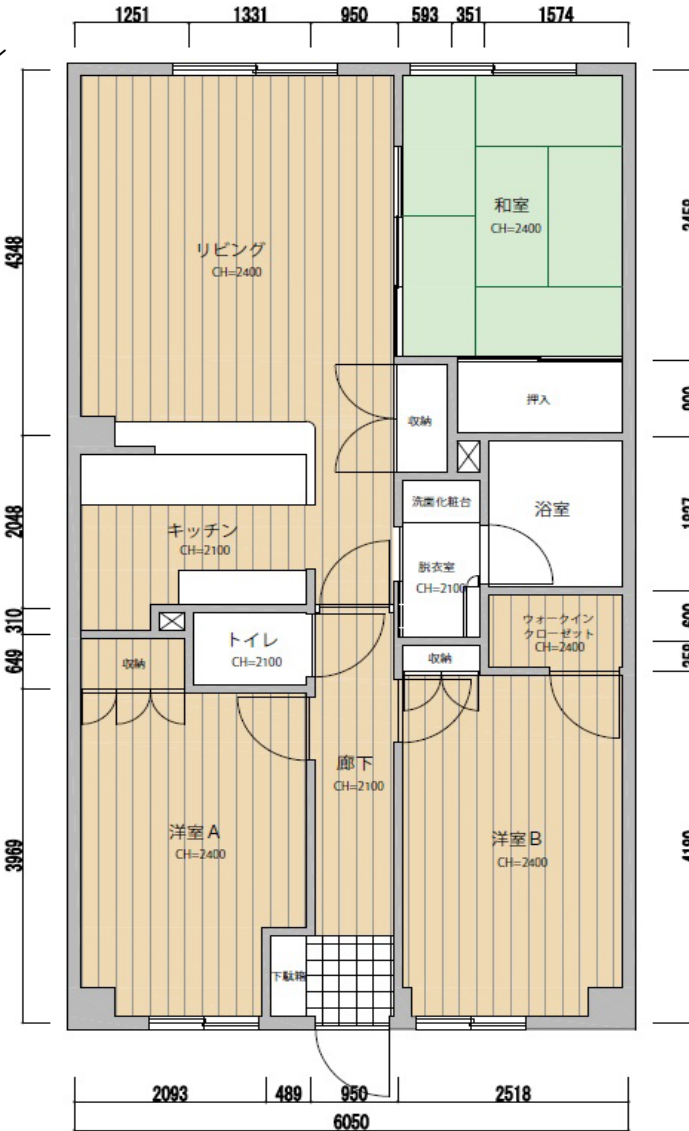 1251
1331
950
593
351
1574
リビング
CH=2400
和室
CH=2400
4348
収納
押入
洗面化粧台
浴室
2048
キッチン
CH=2100
脱衣室
CH=2100
310
トイレ
CH=2100
ウォークイン
クローゼット
CH=2400
649
収納
収納
廊下
CH=2100
洋室A
CH=2400
洋室B
CH=2400
3969
下駄箱
2093
489
950
2518
6050